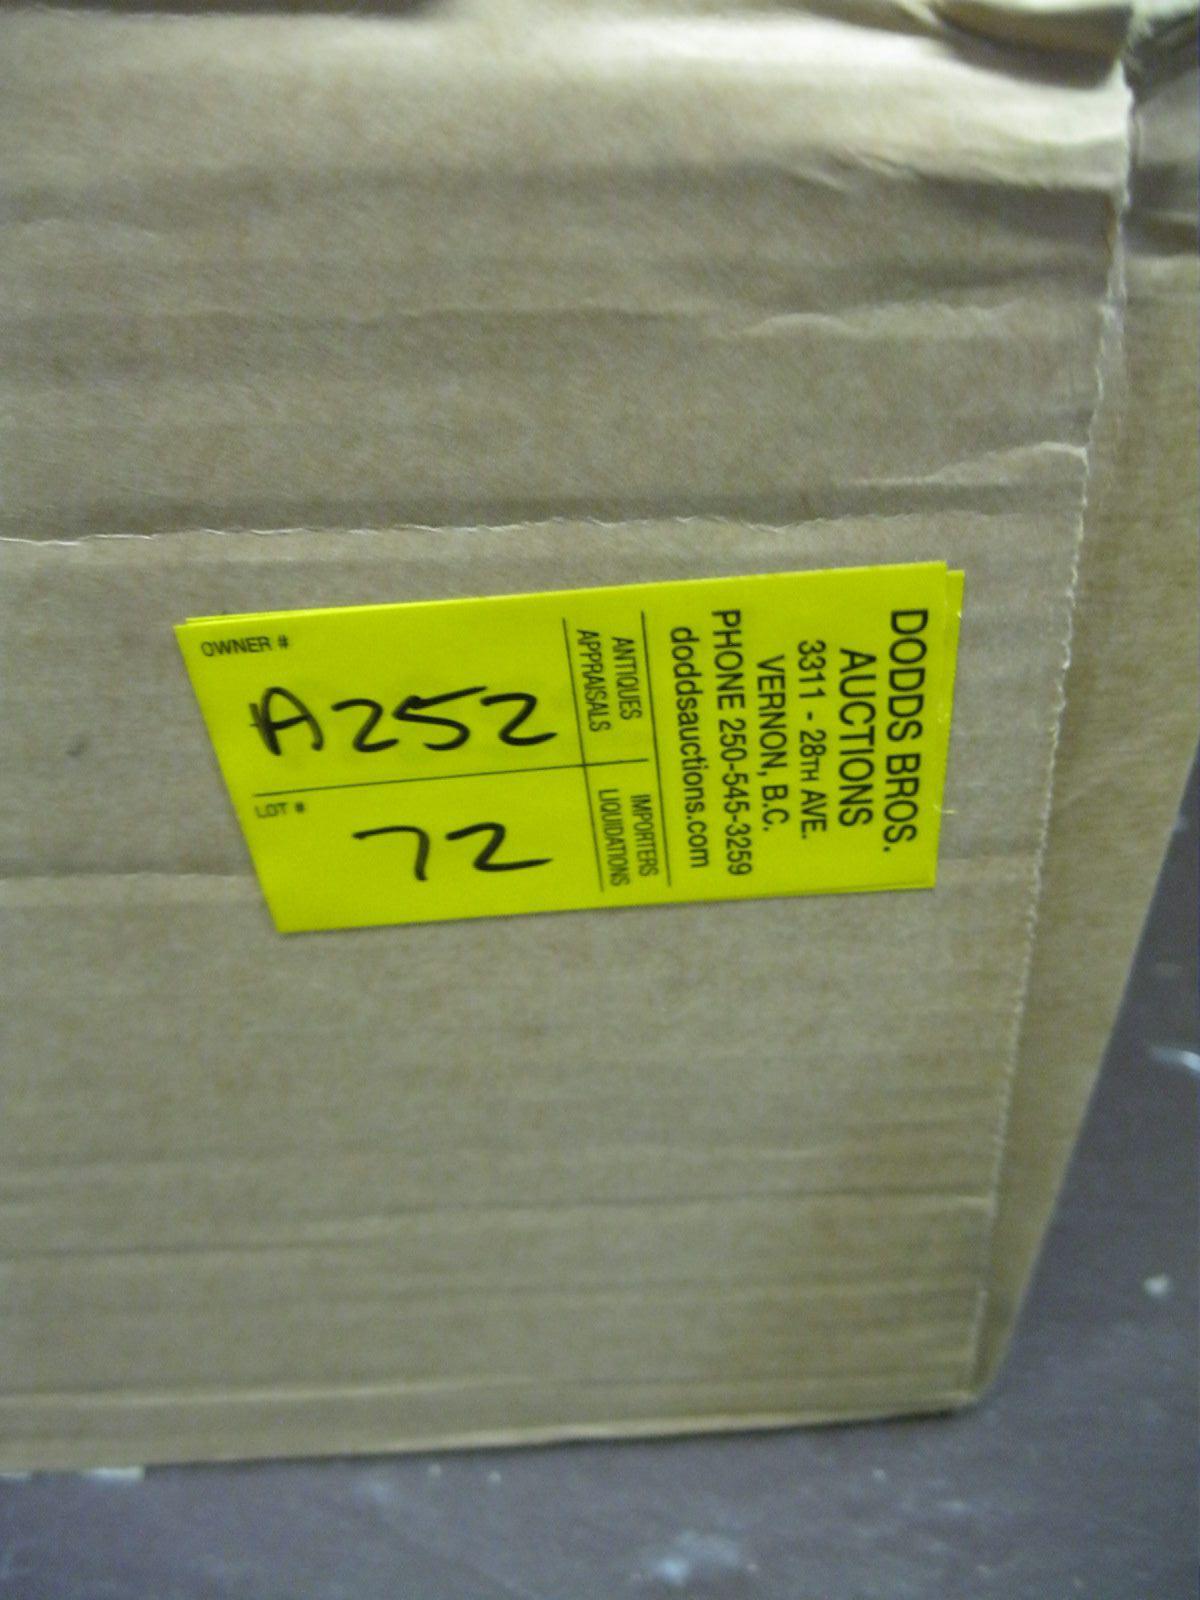 DODDS BROS.
AUCTIONS
3311 - 28TH AVE.
VERNON, B.C.
PHONE 250-545-3259
doddsauctions.com
ANTIQUES IMPORTERS
APPRAISALS LIQUIDATIONS
OWNER #
A252
LOT #
72